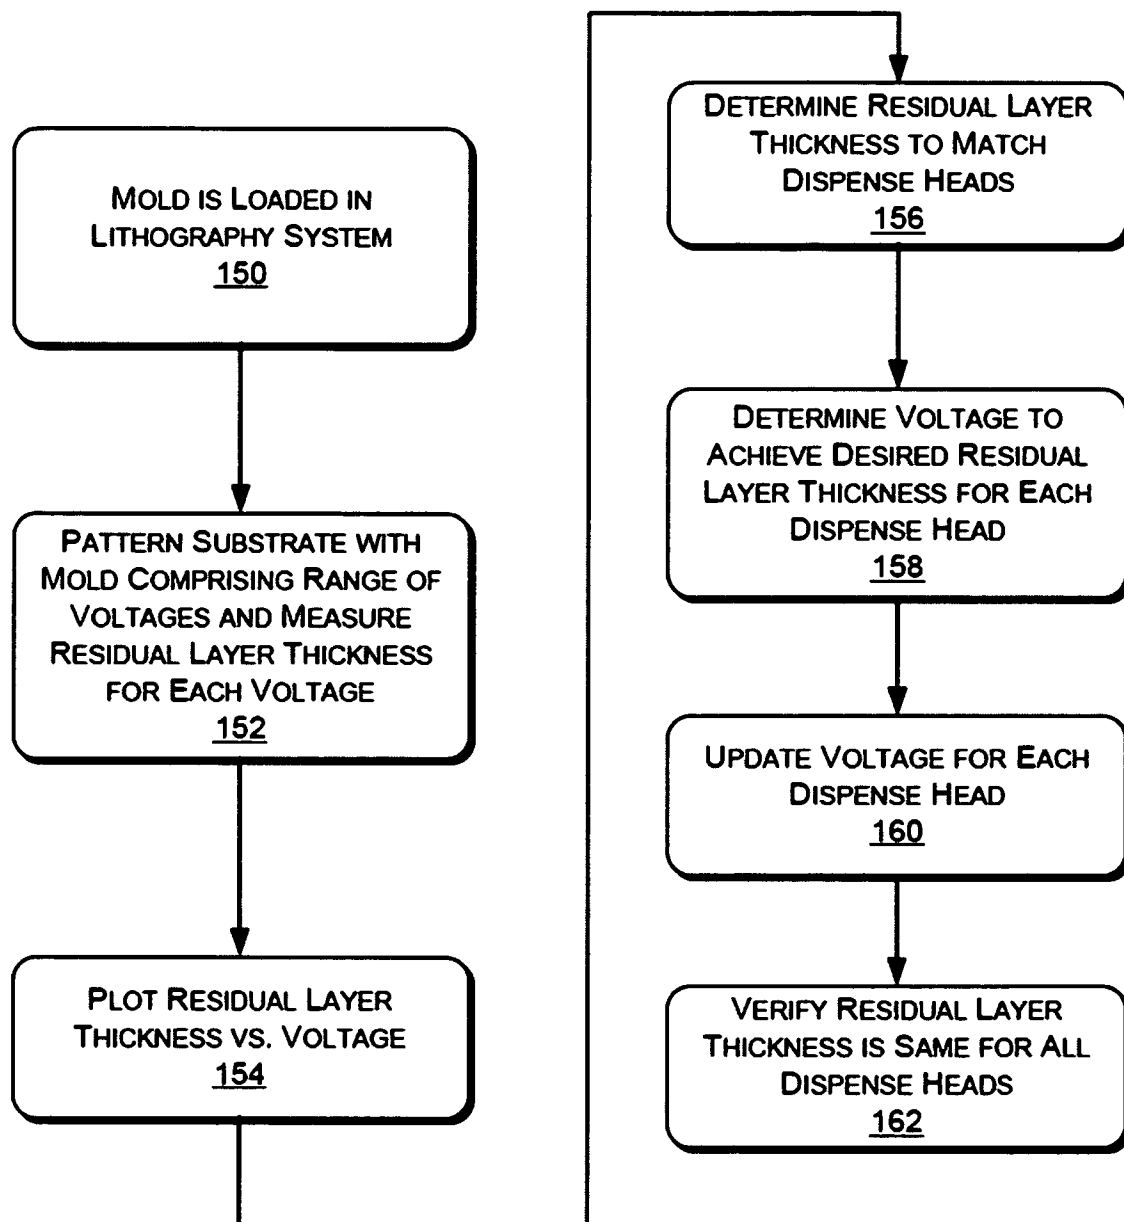 MOLD IS LOADED IN
LITHOGRAPHY SYSTEM
150
PATTERN SUBSTRATE WITH
MOLD COMPRISING RANGE OF
VOLTAGES AND MEASURE
RESIDUAL LAYER THICKNESS
FOR EACH VOLTAGE
152
PLOT RESIDUAL LAYER
THICKNESS VS. VOLTAGE
154
DETERMINE RESIDUAL LAYER
THICKNESS TO MATCH
DISPENSE HEADS
156
DETERMINE VOLTAGE TO
ACHIEVE DESIRED RESIDUAL
LAYER THICKNESS FOR EACH
DISPENSE HEAD
158
UPDATE VOLTAGE FOR EACH
DISPENSE HEAD
160
VERIFY RESIDUAL LAYER
THICKNESS IS SAME FOR ALL
DISPENSE HEADS
162